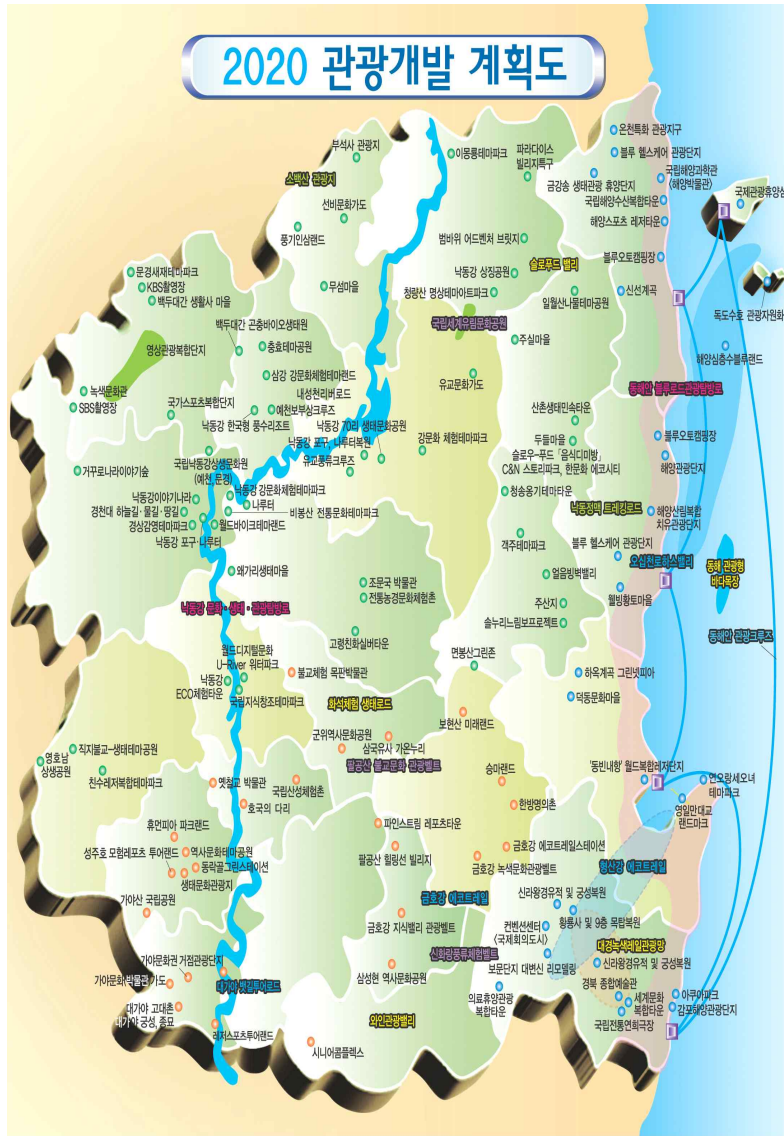 2020 관광개발 계획도
온천특화 관광지구
부석사 관광지
이몽룡테마파크
파라다이스
빌리지특구
블루 헬스케어 관광단지
국립해양과학관
<해양박물관>
금강송 생태관광 휴양단지
소백산 관광지
국립해양수산복합타운
국제관광휴양섬
선비문화가도
해양스포츠 레저타운
풍기인삼랜드
범바위 어드벤처 브릿지
블루오토캠핑장
슬로푸드 밸리
문경새재테마파크
낙동강 상징공원
KBS촬영장
무섬마을
청량산 명상테마아트파크
일월산나물테마공원
신선계곡
백두대간 생활사 마을
독도수호 관광자원화
국립세계유림문화공원
백두대간 곤충바이오생태원
주실마을
충효테마공원
해양심층수블루랜드
영상관광복합단지
삼강 강문화체험테마랜드
유교문화가도
동해안 블루로드관광탐방로
녹색문화관
내성천리버로드
SBS촬영장
국가스포츠복합단지
예천보부상크루즈
산촌생태민속타운
낙동강 한국형 풍수리조트
낙동강 70리 생태문화공원
낙동강 포구, 나루터복원
강문화 체험테마파크
두들마을
블루오토캠핑장
국립낙동강상생문화원
(예천, 문경)
유교풍류크루즈
슬로우-푸드 「음식디미방」
C&N 스토리파크, 한문화 에코시티
해양관광단지
거꾸로나라이야기숲
낙동강 강문화체험테마파크
청송옹기테마타운
낙동강이야기나라
나루터
낙동정맥 트레킹로드
해양산림복합
치유관광단지
경천대 하늘길·물길·땅길
비봉산 전통문화테마파크
경상감영테마파크
월드바이크테마랜드
객주테마파크
블루 헬스케어 관광단지
낙동강 포구·나루터
오십천로하스밸리
동해 관광형
바다목장
왜가리생태마을
얼음빙벽밸리
조문국 박물관
웰빙황토마을
전통농경문화체험촌
주산지
낙동강 문화·생태·관광탐방로
솔누리느림보프로젝트
동해안 관광크루즈
고령친화실버타운
월드디지털문화
U-River 워터파크
면봉산그린존
불교체험 목판박물관
하옥계곡 그린넷피아
낙동강
ECO체험타운
국립지식창조테마파크
화석체험 생태로드
덕동문화마을
군위역사문화공원
보현산 미래랜드
직지불교-생태테마공원
삼국유사 가온누리
영호남
상생공원
팔공산 불교문화 관광벨트
친수레저복합테마파크
옛철교 박물관
국립산성체험촌
승마랜드
'동빈내항' 월드복합레저단지
연오랑세오녀
테마파크
호국의 다리
한방명의촌
영일만대교
랜드마크
휴먼피아 파크랜드
파인스트림 레포츠타운
성주호 모험레포츠 투어랜드
역사문화테마공원
금호강 에코트레일스테이션
동락골그린스테이션
팔공산 힐링선 빌리지
금호강 녹색문화관광벨트
형산강 에코트레일
생태문화관광지
가야산 국립공원
금호강 에코트레일
신라왕경유적 및 궁성복원
금호강 지식밸리 관광벨트
컨벤션센터
<국제회의도시>
황룡사 및 9층 목탑복원
신화랑풍류체험벨트
대경녹색레일관광망
가야문화권 거점관광단지
보문단지 대변신 리모델링
신라왕경유적 및 궁성복원
가야문화 박물관 가도
대가야 뱃길투어로드
삼성현 역사문화공원
경북 종합예술관
의료휴양관광
복합타운
세계문화
복합타운
아쿠아파크
대가야 고대촌
감포해양관광단지
대가야 궁성, 종묘
와인관광밸리
국립전통연희극장
레저스포츠투어랜드
시니어콤플렉스